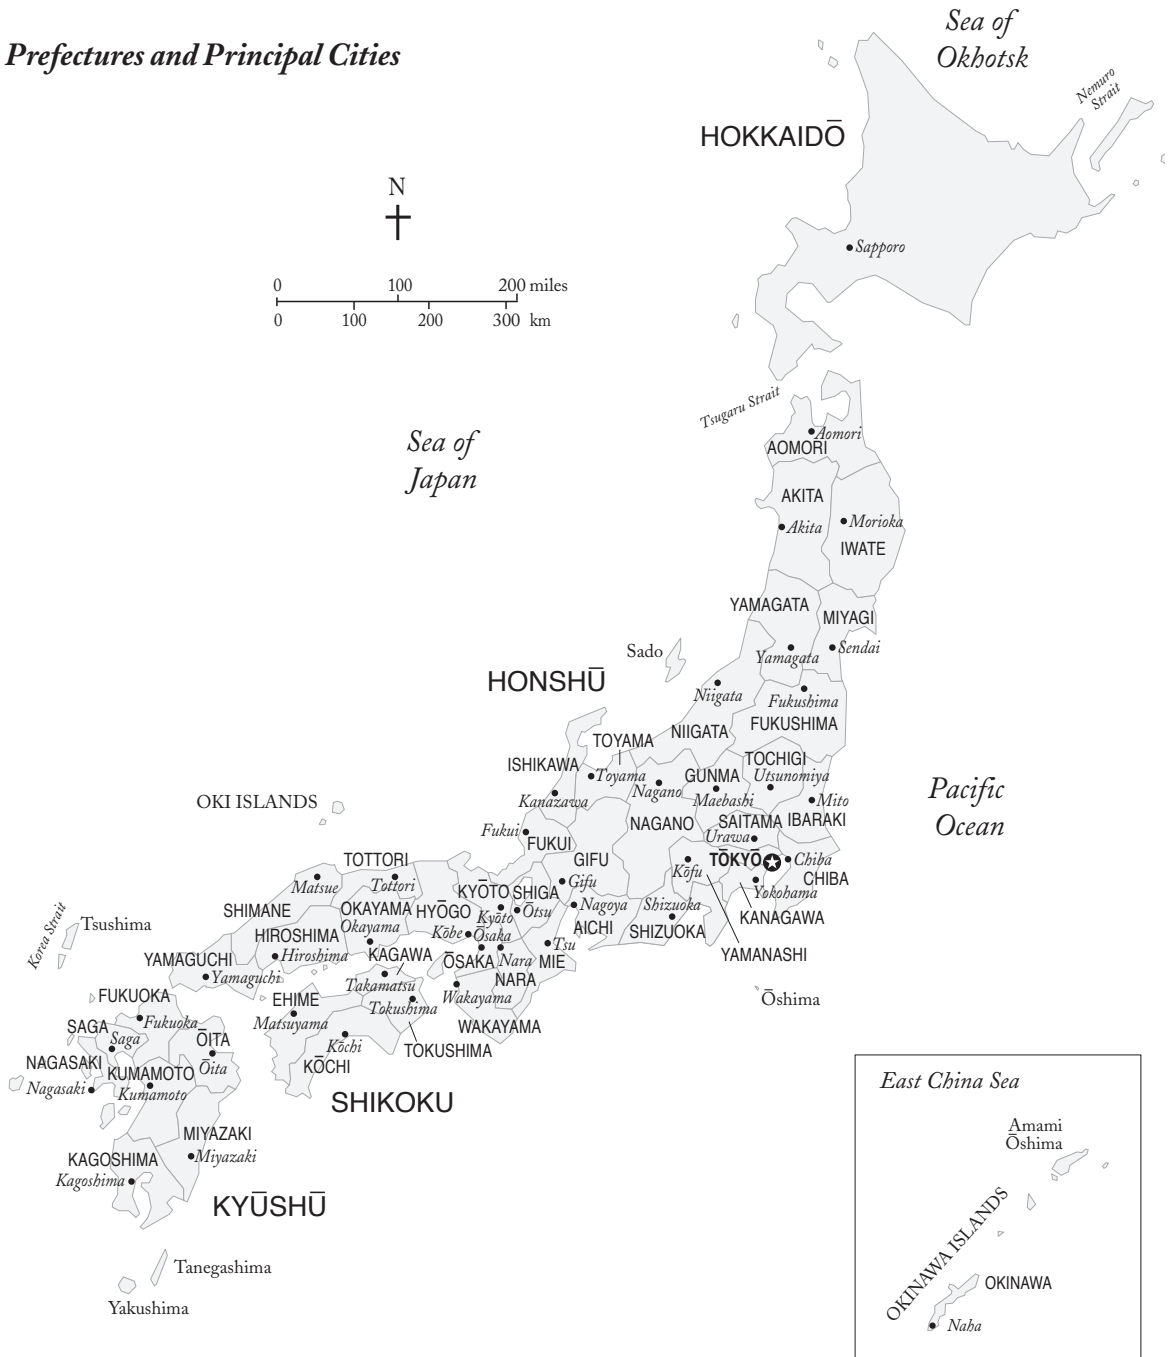 Prefectures and Principal Cities
Sea of
Okhotsk
Nemuro
Strait
HOKKAIDŌ
N
Sapporo
0 100 200 miles
0 100 200 300 km
Tsugaru Strait
Sea of
Japan
Aomori
AOMORI
AKITA
Akita
Morioka
IWATE
YAMAGATA
MIYAGI
Sado
Yamagata
Sendai
HONSHŪ
Niigata
Fukushima
FUKUSHIMA
NIIGATA
TOYAMA
ISHIKAWA
Toyama
Kanazawa
Nagano
GUNMA
Maebashi
TOCHIGI
Utsunomiya
Mito
Pacific
Ocean
OKI ISLANDS
Fukui
FUKUI
NAGANO
SAITAMA
IBARAKI
Urawa
GIFU
TŌKYŌ
Chiba
CHIBA
Kōfu
Yokohama
KANAGAWA
YAMANASHI
TOTTORI
Matsue
Tottori
KYŌTO
SHIGA
Gifu
Nagoya
Shizuoka
SHIMANE
OKAYAMA
HYŌGO
Kyōto
Ōtsu
Okayama
Kōbe
Ōsaka
AICHI
SHIZUOKA
Korea Strait
Tsushima
HIROSHIMA
Hiroshima
KAGAWA
ŌSAKA
Nara
Tsu
MIE
YAMAGUCHI
Yamaguchi
Takamatsu
NARA
Wakayama
Ōshima
FUKUOKA
EHIME
Tokushima
WAKAYAMA
Fukuoka
Matsuyama
SAGA
Saga
ŌITA
Kōchi
TOKUSHIMA
NAGASAKI
KUMAMOTO
Ōita
KŌCHI
Nagasaki
Kumamoto
SHIKOKU
MIYAZAKI
KAGOSHIMA
Miyazaki
Kagoshima
KYŪSHŪ
Tanegashima
Yakushima
East China Sea
Amami
Ōshima
OKINAWA ISLANDS
OKINAWA
Naha